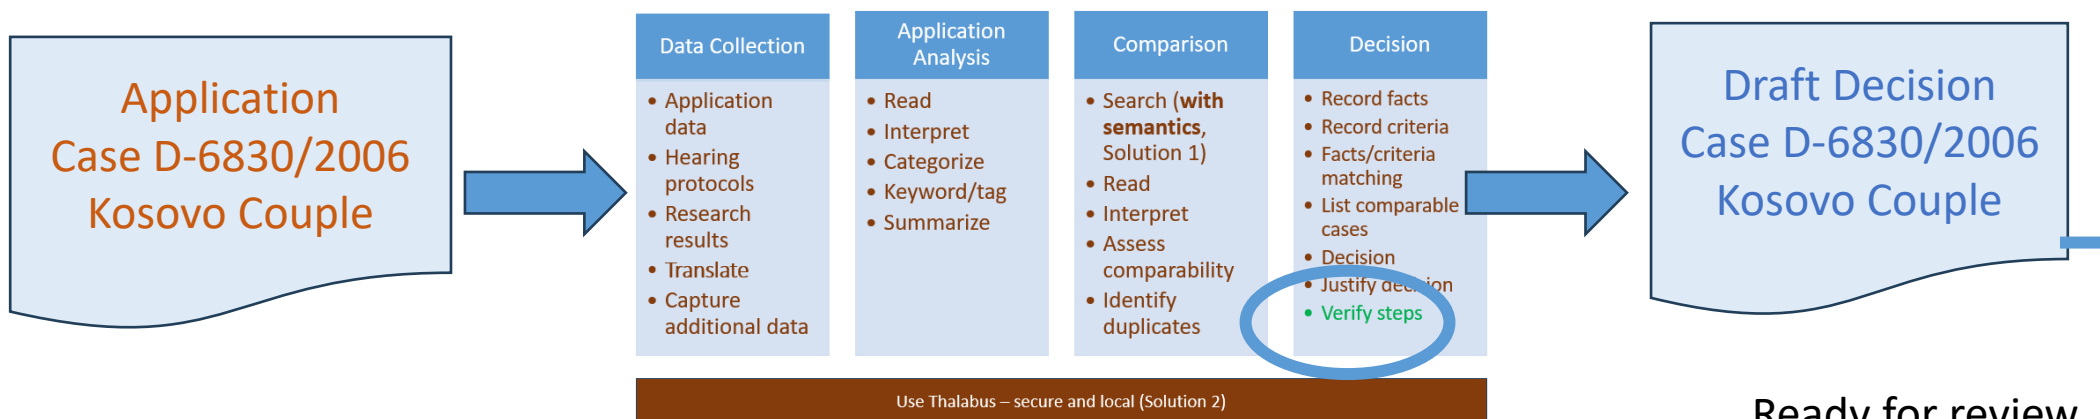 Application
Case D-6830/2006
Kosovo Couple
Data Collection
• Application
data
• Hearing
protocols
• Research
results
• Translate
• Capture
additional data
Application
Analysis
• Read
• Interpret
• Categorize
• Keyword/tag
• Summarize
Comparison
• Search (with
semantics,
Solution 1)
• Read
• Interpret
• Assess
comparability
• Identify
duplicates
Decision
• Record facts
• Record criteria
• Facts/criteria
matching
• List comparable
cases
• Decision
• Justify decision
• Verify steps
Use Thalabus – secure and local (Solution 2)
Draft Decision
Case D-6830/2006
Kosovo Couple
Ready for review